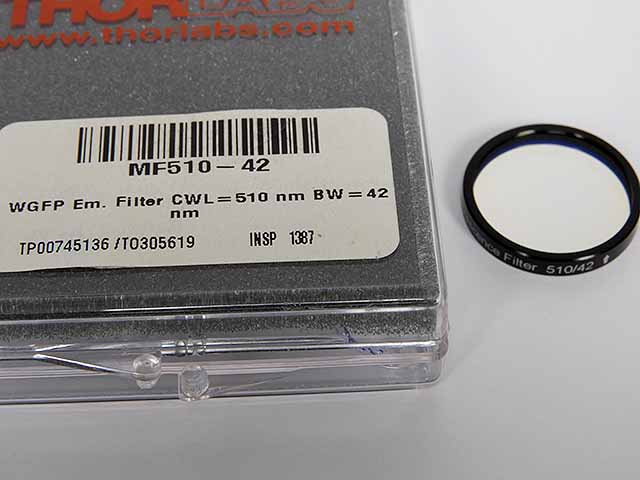 THORLABS
www.thorlabs.com
MF510-42
WGFP Em. Filter CWL=510 nm BW=42
nm
TP00745136 /T0305619 INSP 1387
Filter 510/42